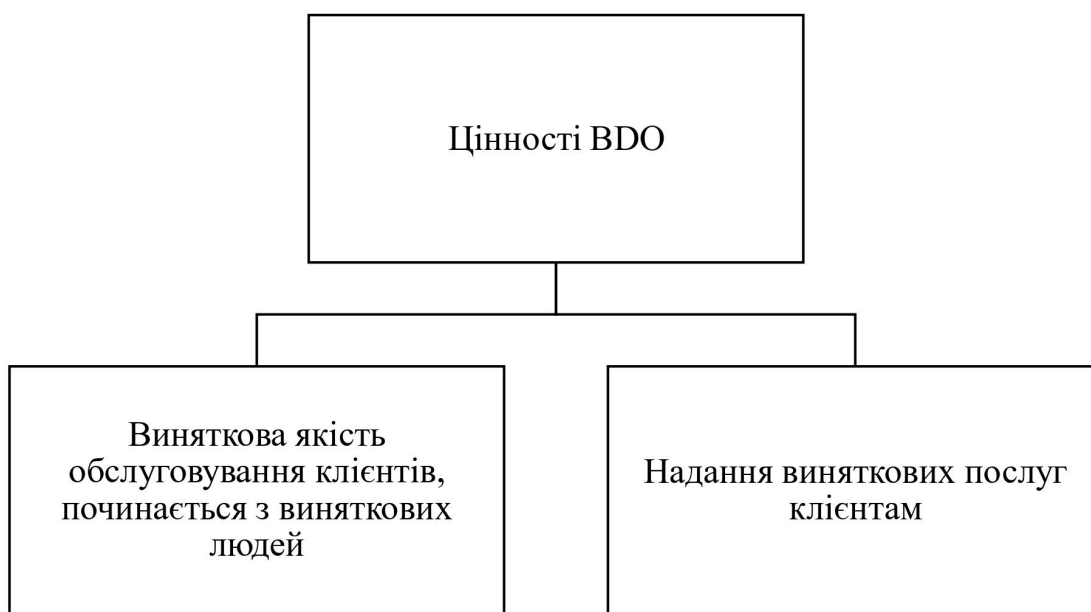 Цінності BDO
Виняткова якість
обслуговування клієнтів,
починається з виняткових
людей
Надання виняткових послуг
клієнтам